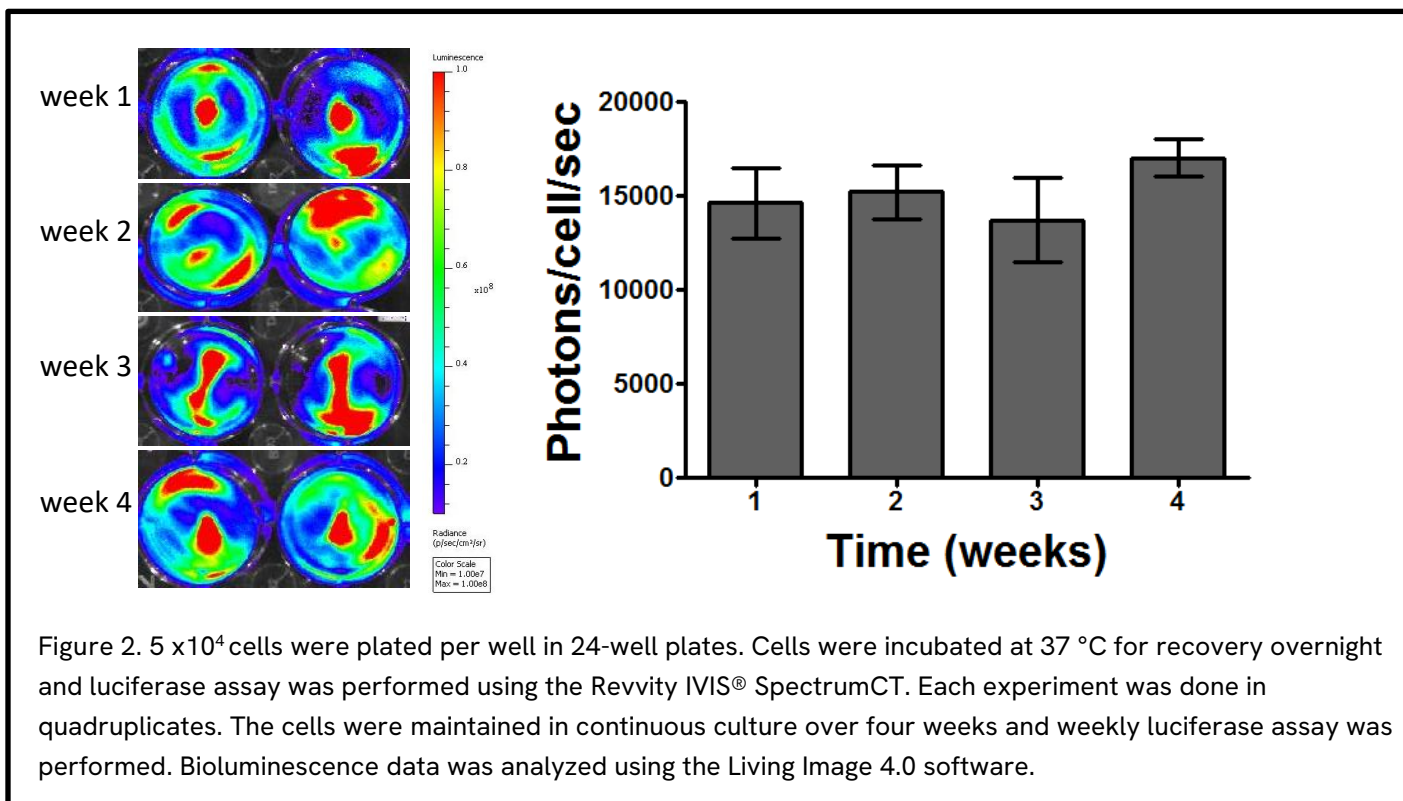 week 1
week 2
week 3
week 4
Luminescence
1.0
0.8
0.6
x10⁸
0.4
0.2
Radiance
(p/sec/cm²/sr)
Color Scale
Min = 1.00e7
Max = 1.00e8
Photons/cell/sec
20000
15000
10000
5000
0
1 2 3 4
Time (weeks)
Figure 2. 5 x10⁴ cells were plated per well in 24-well plates. Cells were incubated at 37 °C for recovery overnight
and luciferase assay was performed using the Revvity IVIS® SpectrumCT. Each experiment was done in
quadruplicates. The cells were maintained in continuous culture over four weeks and weekly luciferase assay was
performed. Bioluminescence data was analyzed using the Living Image 4.0 software.